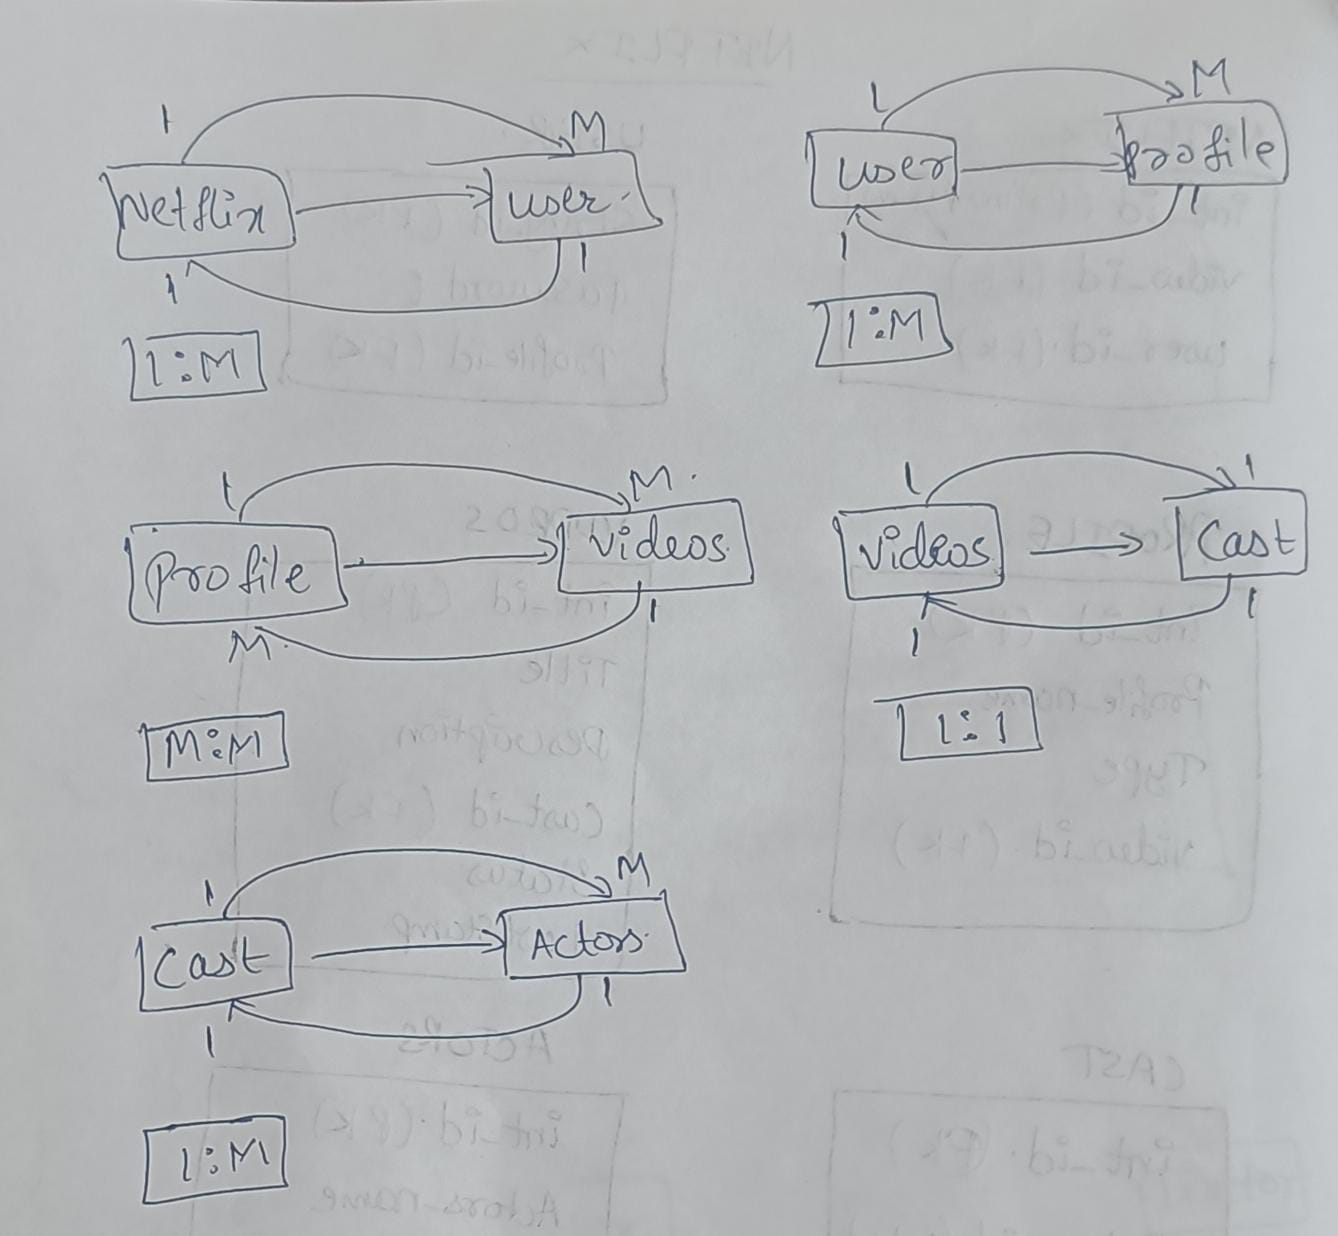 1 M
Netflix user
1 1
1:M
1 M
user Profile
1 1
1:M
1 M
Profile videos
M 1
M:M
1 1
videos Cast
1 1
1:1
1 M
Cast Actors
1 1
1:M